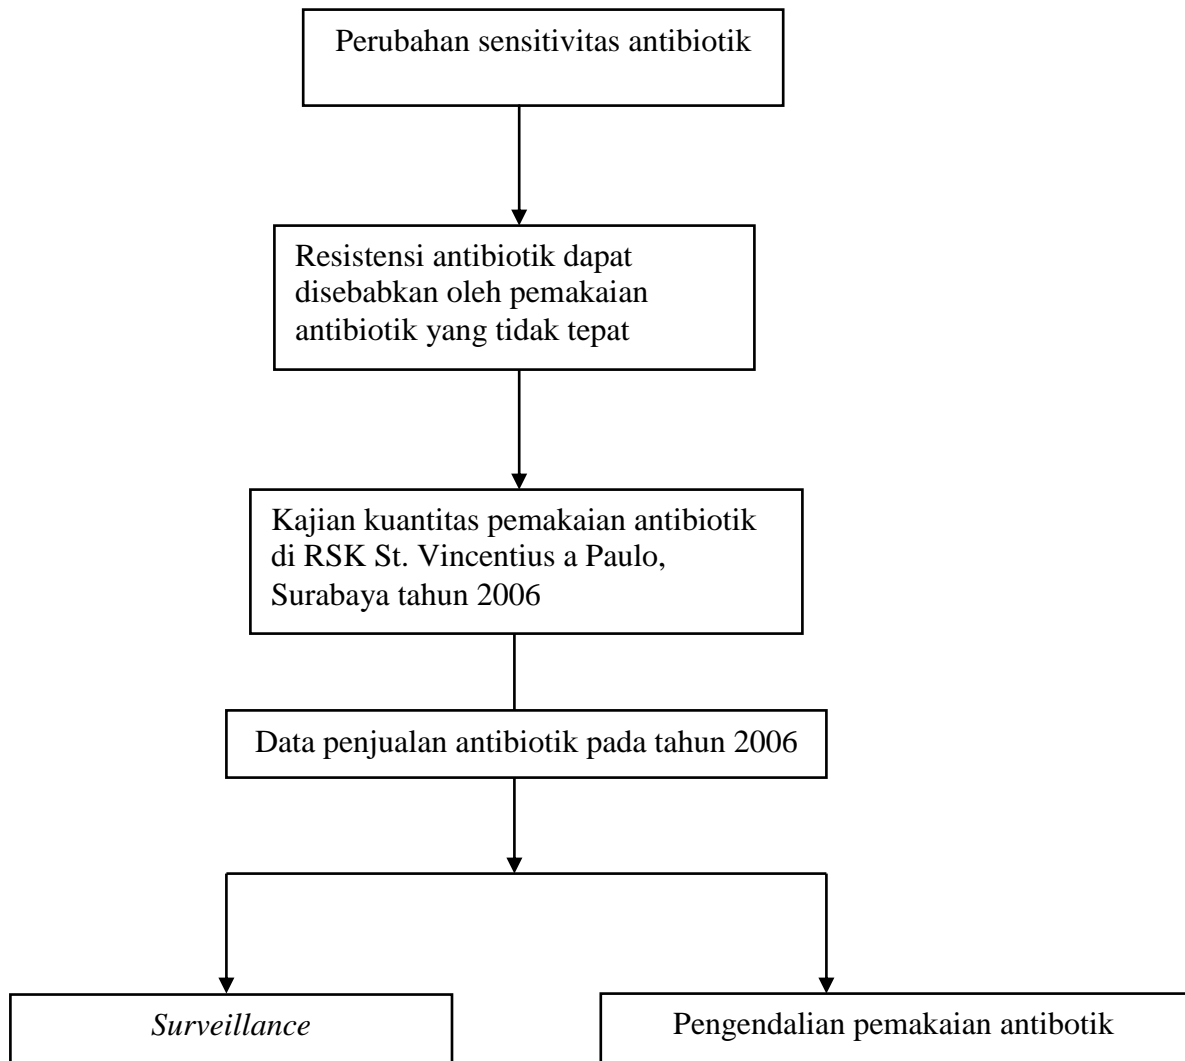 Perubahan sensitivitas antibiotik
Resistensi antibiotik dapat
disebabkan oleh pemakaian
antibiotik yang tidak tepat
Kajian kuantitas pemakaian antibiotik
di RSK St. Vincentius a Paulo,
Surabaya tahun 2006
Data penjualan antibiotik pada tahun 2006
Surveillance
Pengendalian pemakaian antibotik